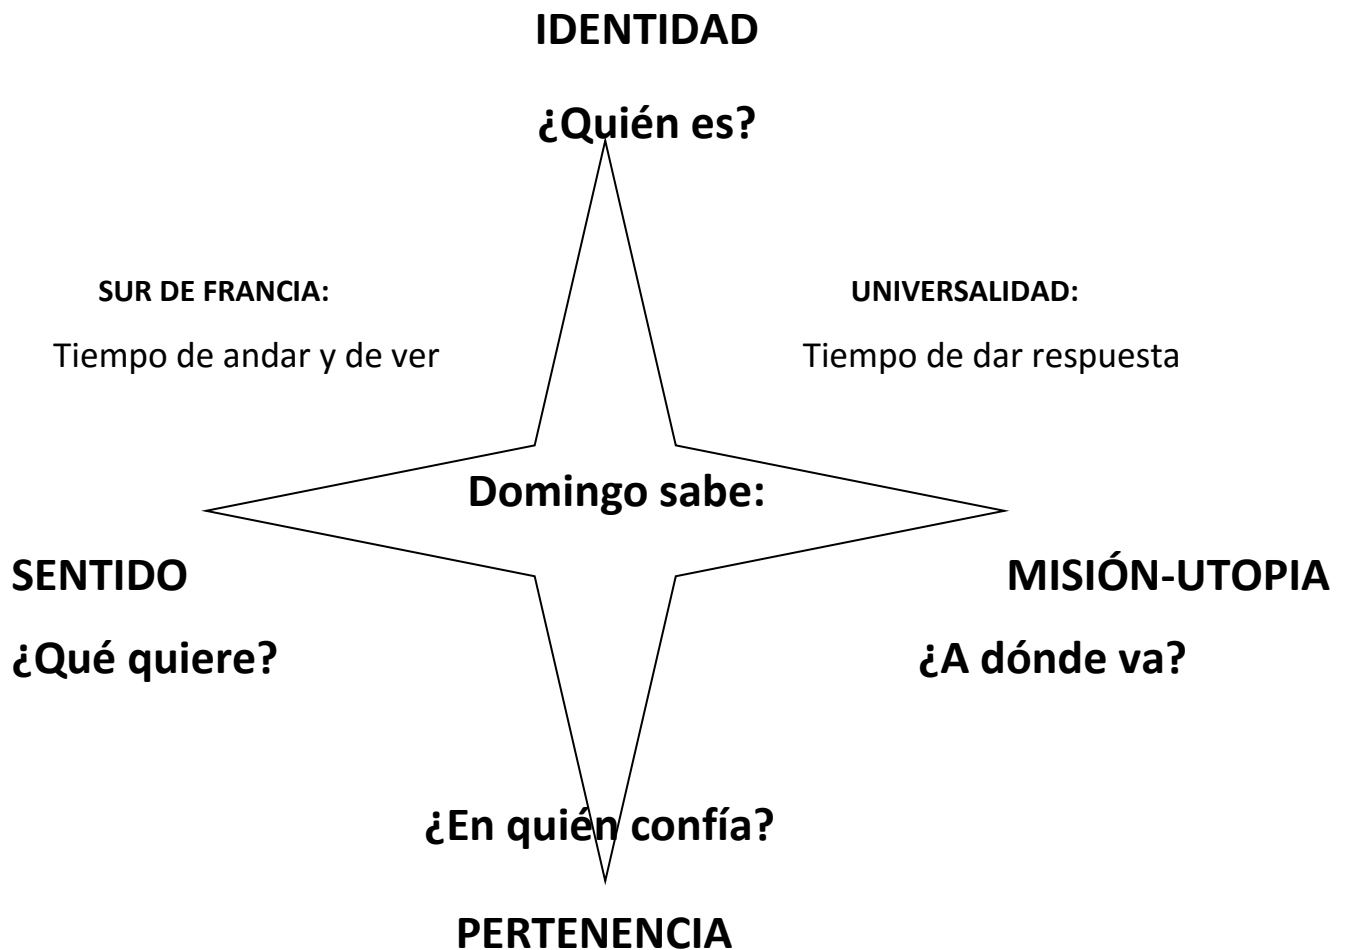 IDENTIDAD
¿Quién es?
SUR DE FRANCIA:
UNIVERSALIDAD:
Tiempo de andar y de ver
Tiempo de dar respuesta
Domingo sabe:
SENTIDO
MISIÓN-UTOPIA
¿Qué quiere?
¿A dónde va?
¿En quién confía?
PERTENENCIA